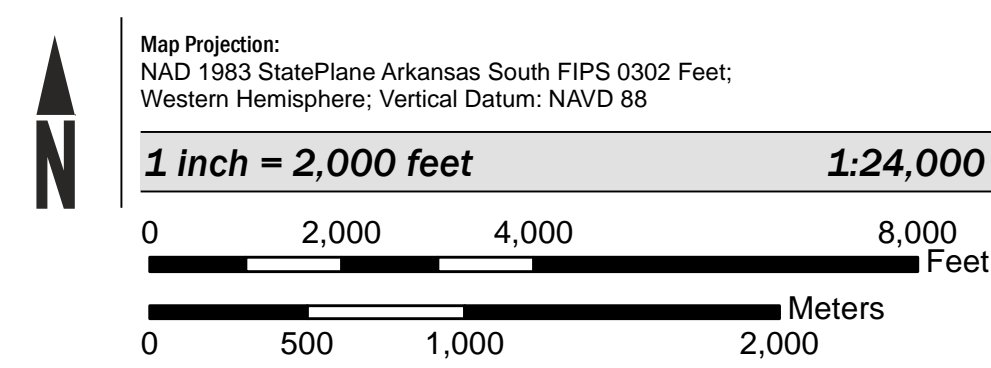 Map Projection:
NAD 1983 StatePlane Arkansas South FIPS 0302 Feet;
Western Hemisphere; Vertical Datum: NAVD 88
N
1 inch = 2,000 feet 1:24,000
0 2,000 4,000 8,000
Feet
Meters
0 500 1,000 2,000